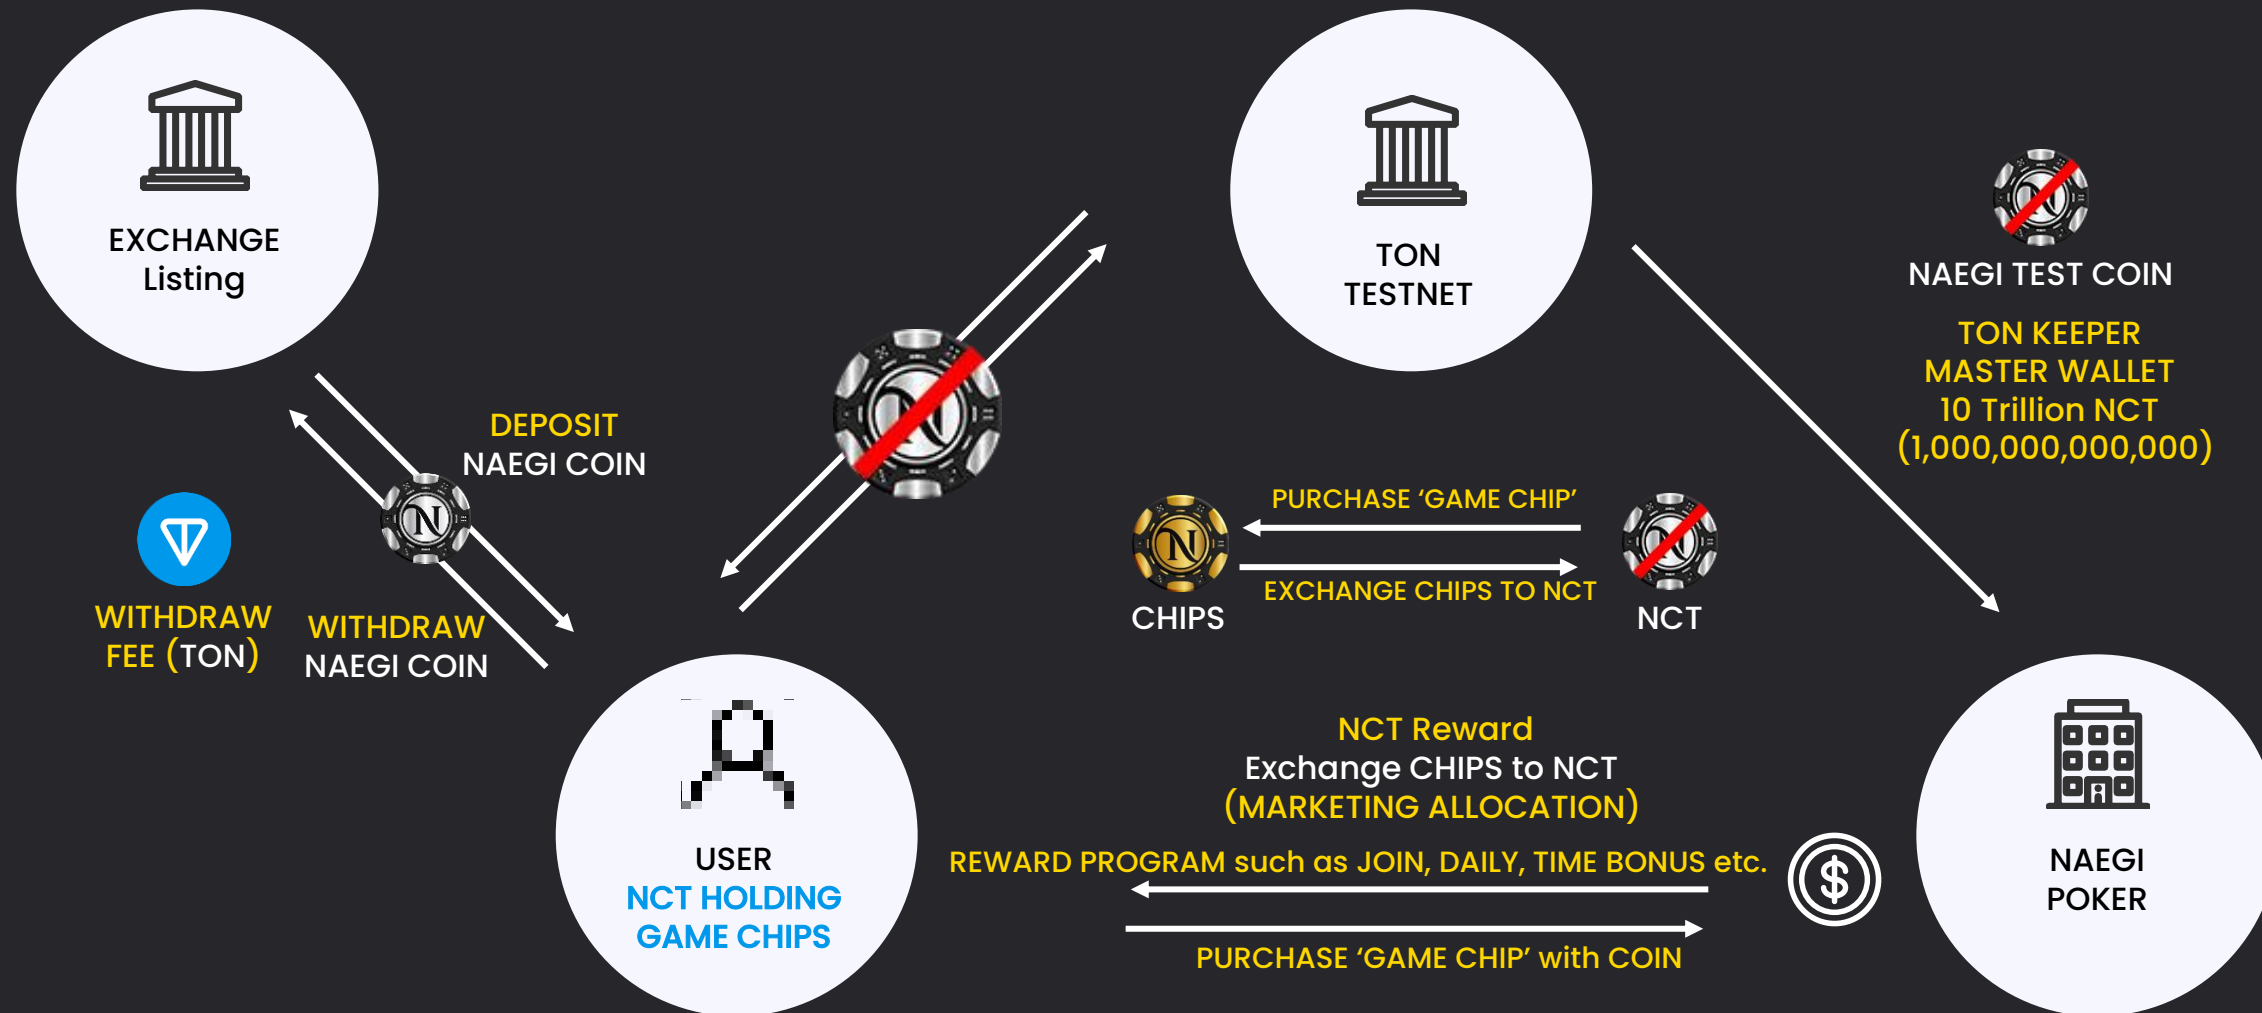 EXCHANGE
Listing
TON
TESTNET
NAEGI TEST COIN
TON KEEPER
MASTER WALLET
10 Trillion NCT
(1,000,000,000,000)
DEPOSIT
NAEGI COIN
N
WITHDRAW
FEE (TON)
WITHDRAW
NAEGI COIN
N
N
PURCHASE ‘GAME CHIP’
EXCHANGE CHIPS TO NCT
N
CHIPS
N
NCT
USER
NCT HOLDING
GAME CHIPS
NCT Reward
Exchange CHIPS to NCT
(MARKETING ALLOCATION)
REWARD PROGRAM such as JOIN, DAILY, TIME BONUS etc.
PURCHASE ‘GAME CHIP’ with COIN
$
NAEGI
POKER